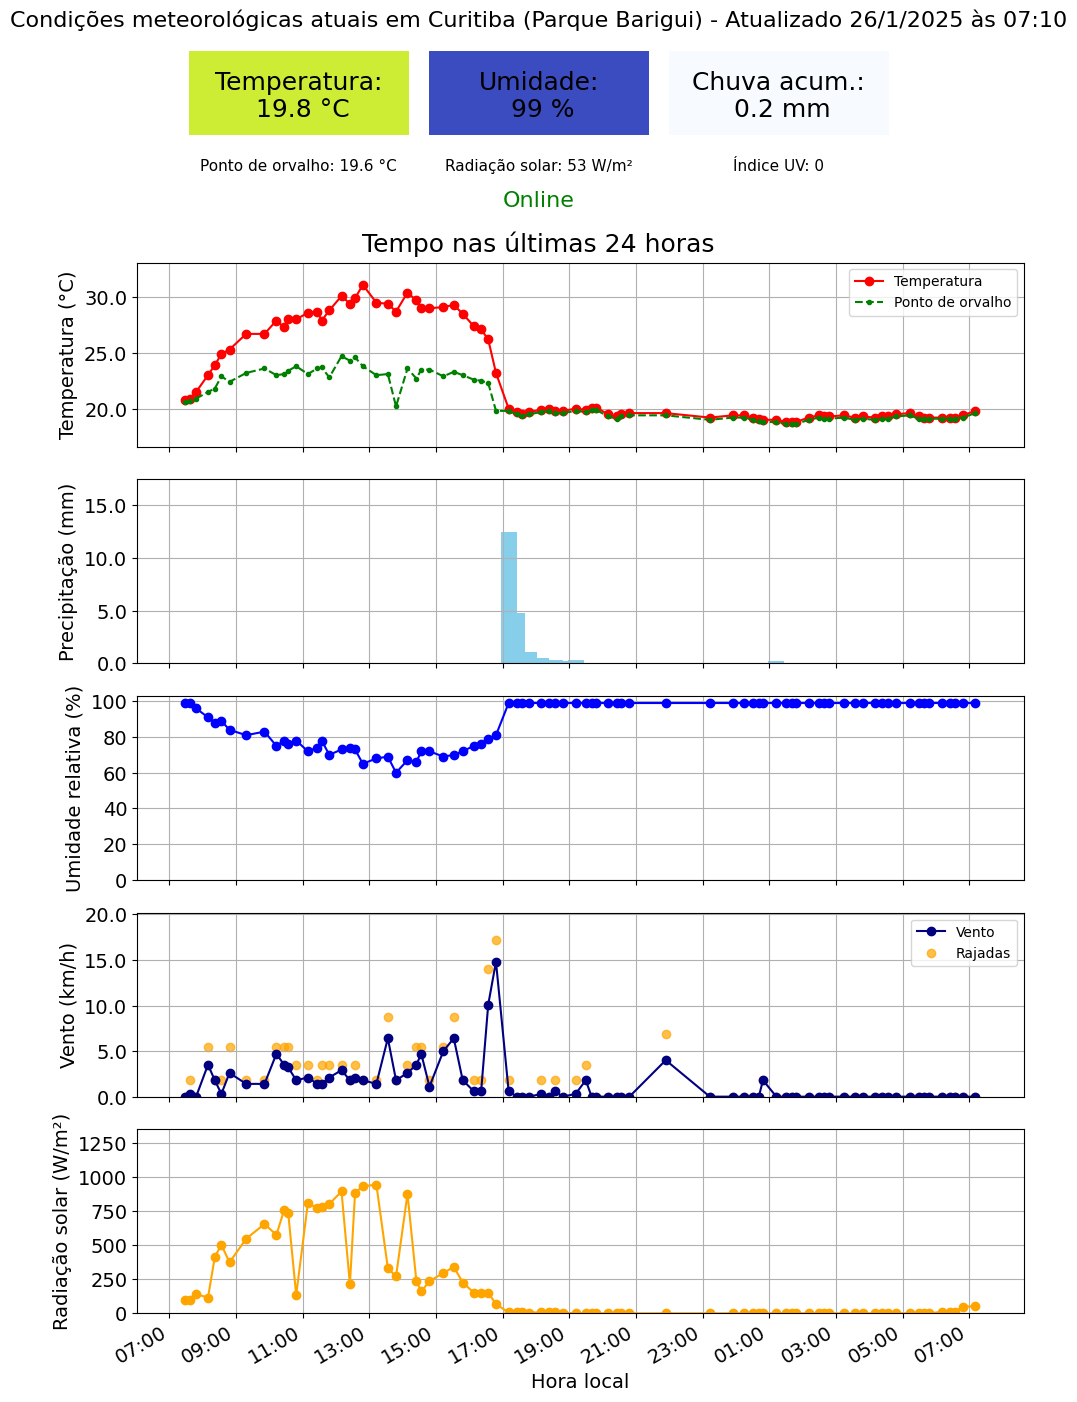 Condições meteorológicas atuais em Curitiba (Parque Barigui) - Atualizado 26/1/2025 às 07:10
Temperatura:
19.8 °C
Umidade:
99 %
Chuva acum.:
0.2 mm
Ponto de orvalho: 19.6 °C
Radiação solar: 53 W/m²
Índice UV: 0
Online
Tempo nas últimas 24 horas
Temperatura (°C)
30.0
25.0
20.0
Temperatura
Ponto de orvalho
Precipitação (mm)
15.0
10.0
5.0
0.0
Umidade relativa (%)
100
80
60
40
20
0
Vento (km/h)
20.0
15.0
10.0
5.0
0.0
Vento
Rajadas
Radiação solar (W/m²)
1250
1000
750
500
250
0
07:00
09:00
11:00
13:00
15:00
17:00
19:00
21:00
23:00
01:00
03:00
05:00
07:00
Hora local